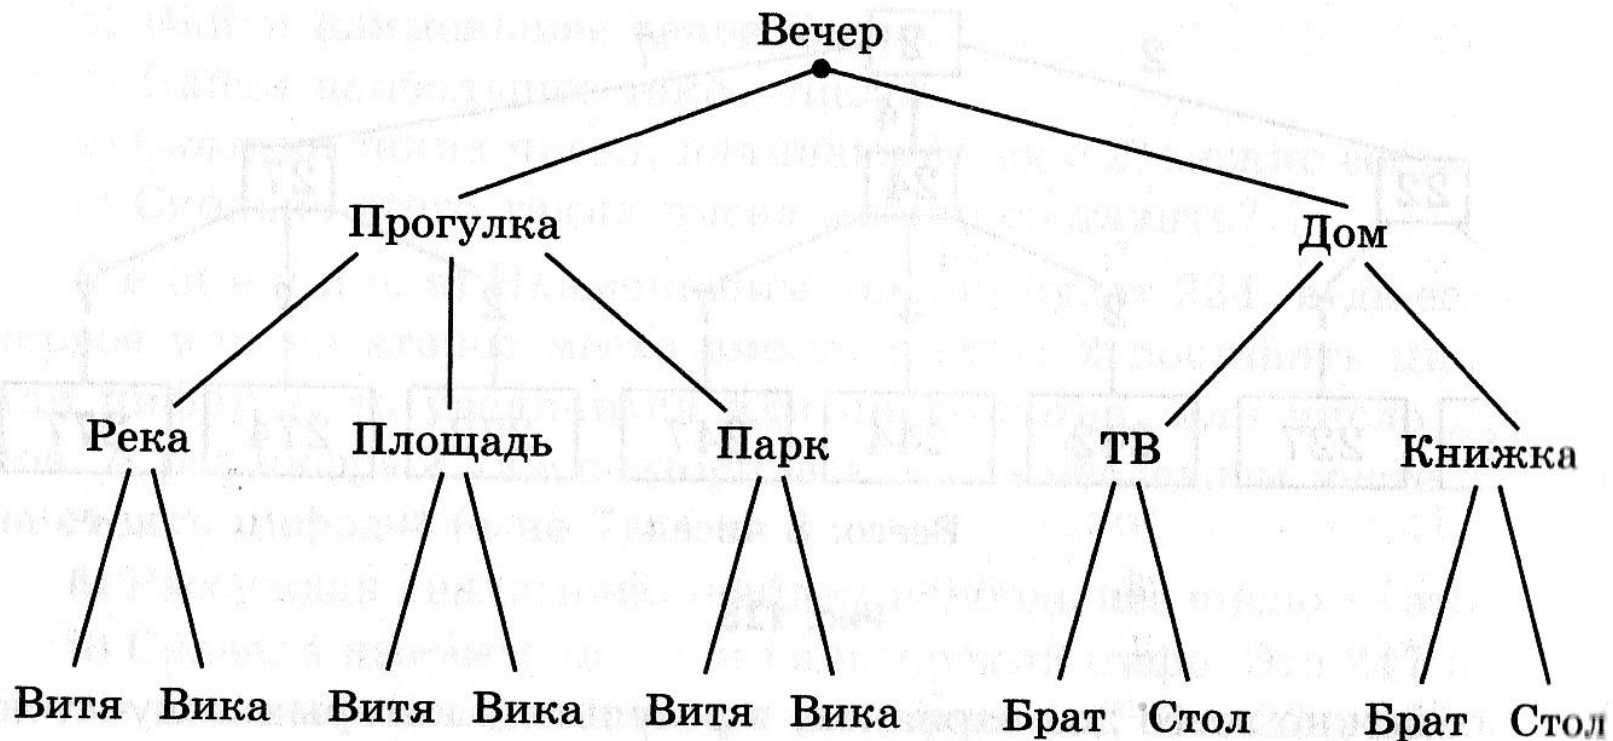 Вечер
Прогулка Дом
Река Площадь Парк ТВ Книжка
Витя Вика Витя Вика Витя Вика Брат Стол Брат Стол